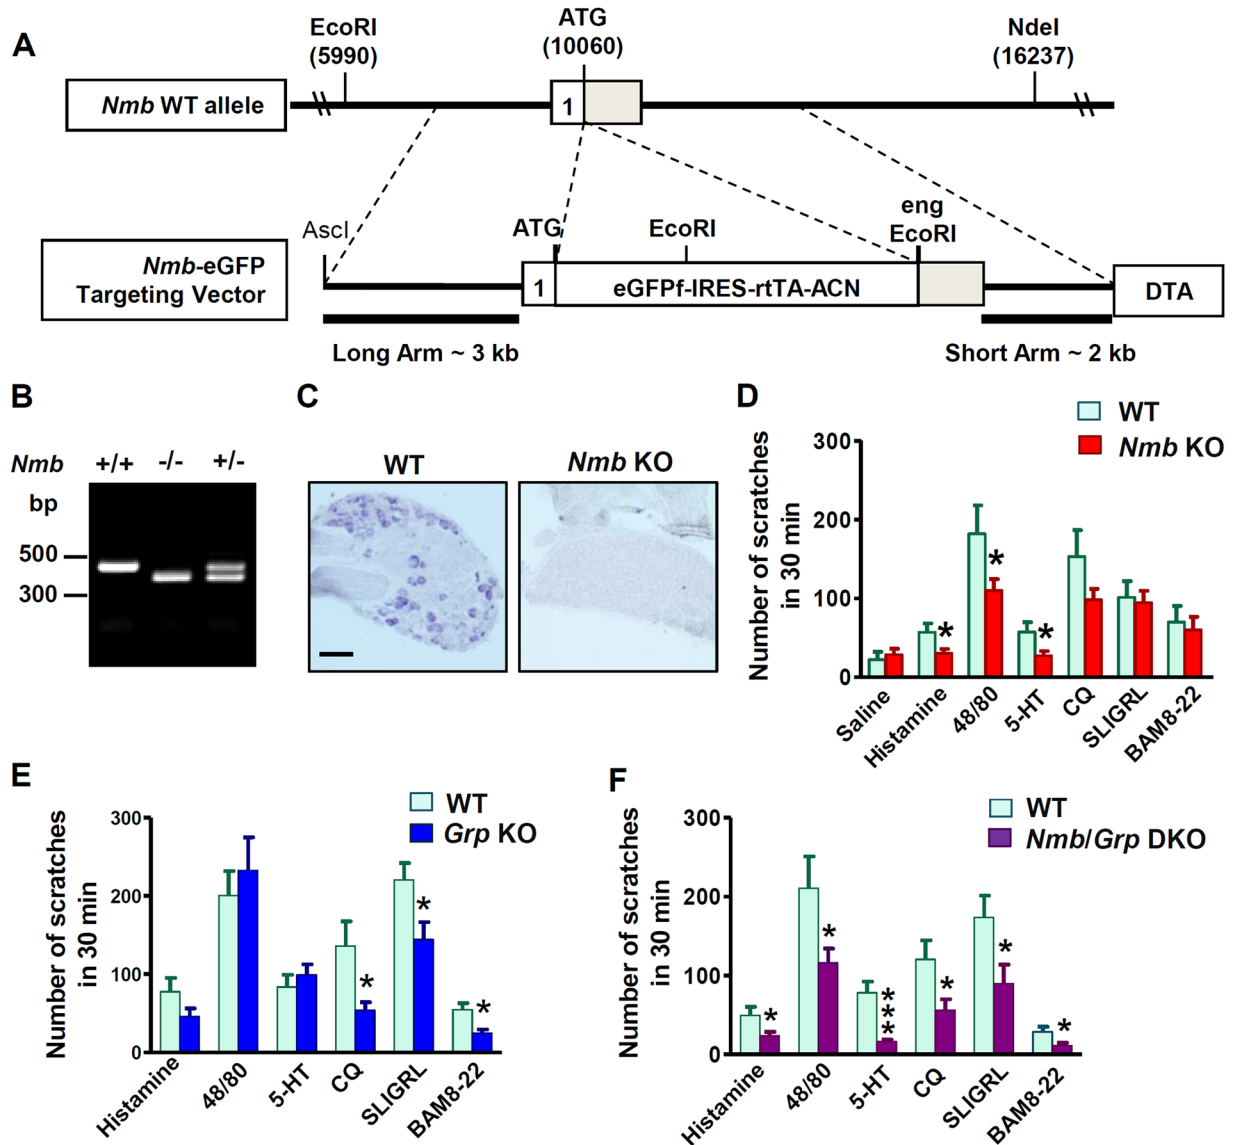 A
EcoRI
(5990)
ATG
(10060)
NdeI
(16237)
Nmb WT allele
1
AscI
ATG
EcoRI
eng
EcoRI
Nmb-eGFP
Targeting Vector
1
eGFPf-IRES-rtTA-ACN
DTA
Long Arm ~ 3 kb
Short Arm ~ 2 kb
B
Nmb +/+ -/- +/-
bp
500
300
C
WT
Nmb KO
D
WT
Nmb KO
Number of scratches
in 30 min
300
200
100
0
*
*
*
Saline
Histamine
48/80
5-HT
CQ
SLIGRL
BAM8-22
E
WT
Grp KO
Number of scratches
in 30 min
300
200
100
0
*
*
*
Histamine
48/80
5-HT
CQ
SLIGRL
BAM8-22
F
WT
Nmb/Grp DKO
Number of scratches
in 30 min
300
200
100
0
*
*
***
*
*
*
Histamine
48/80
5-HT
CQ
SLIGRL
BAM8-22